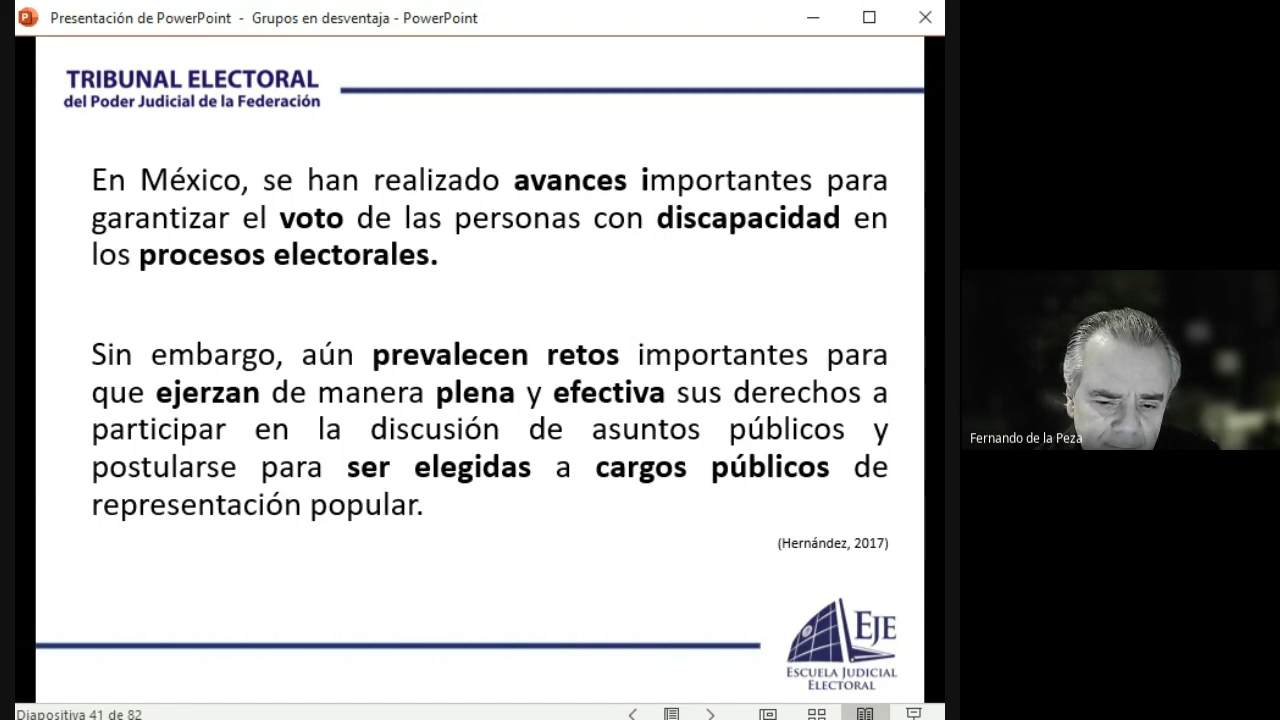 Presentación de PowerPoint - Grupos en desventaja - PowerPoint
TRIBUNAL ELECTORAL
del Poder Judicial de la Federación
En México, se han realizado avances importantes para
garantizar el voto de las personas con discapacidad en
los procesos electorales.
Sin embargo, aún prevalecen retos importantes para
que ejerzan de manera plena y efectiva sus derechos a
participar en la discusión de asuntos públicos y
postularse para ser elegidas a cargos públicos de
representación popular.
(Hernández, 2017)
EJE
ESCUELA JUDICIAL
ELECTORAL
Diapositiva 41 de 82
Fernando de la Peza